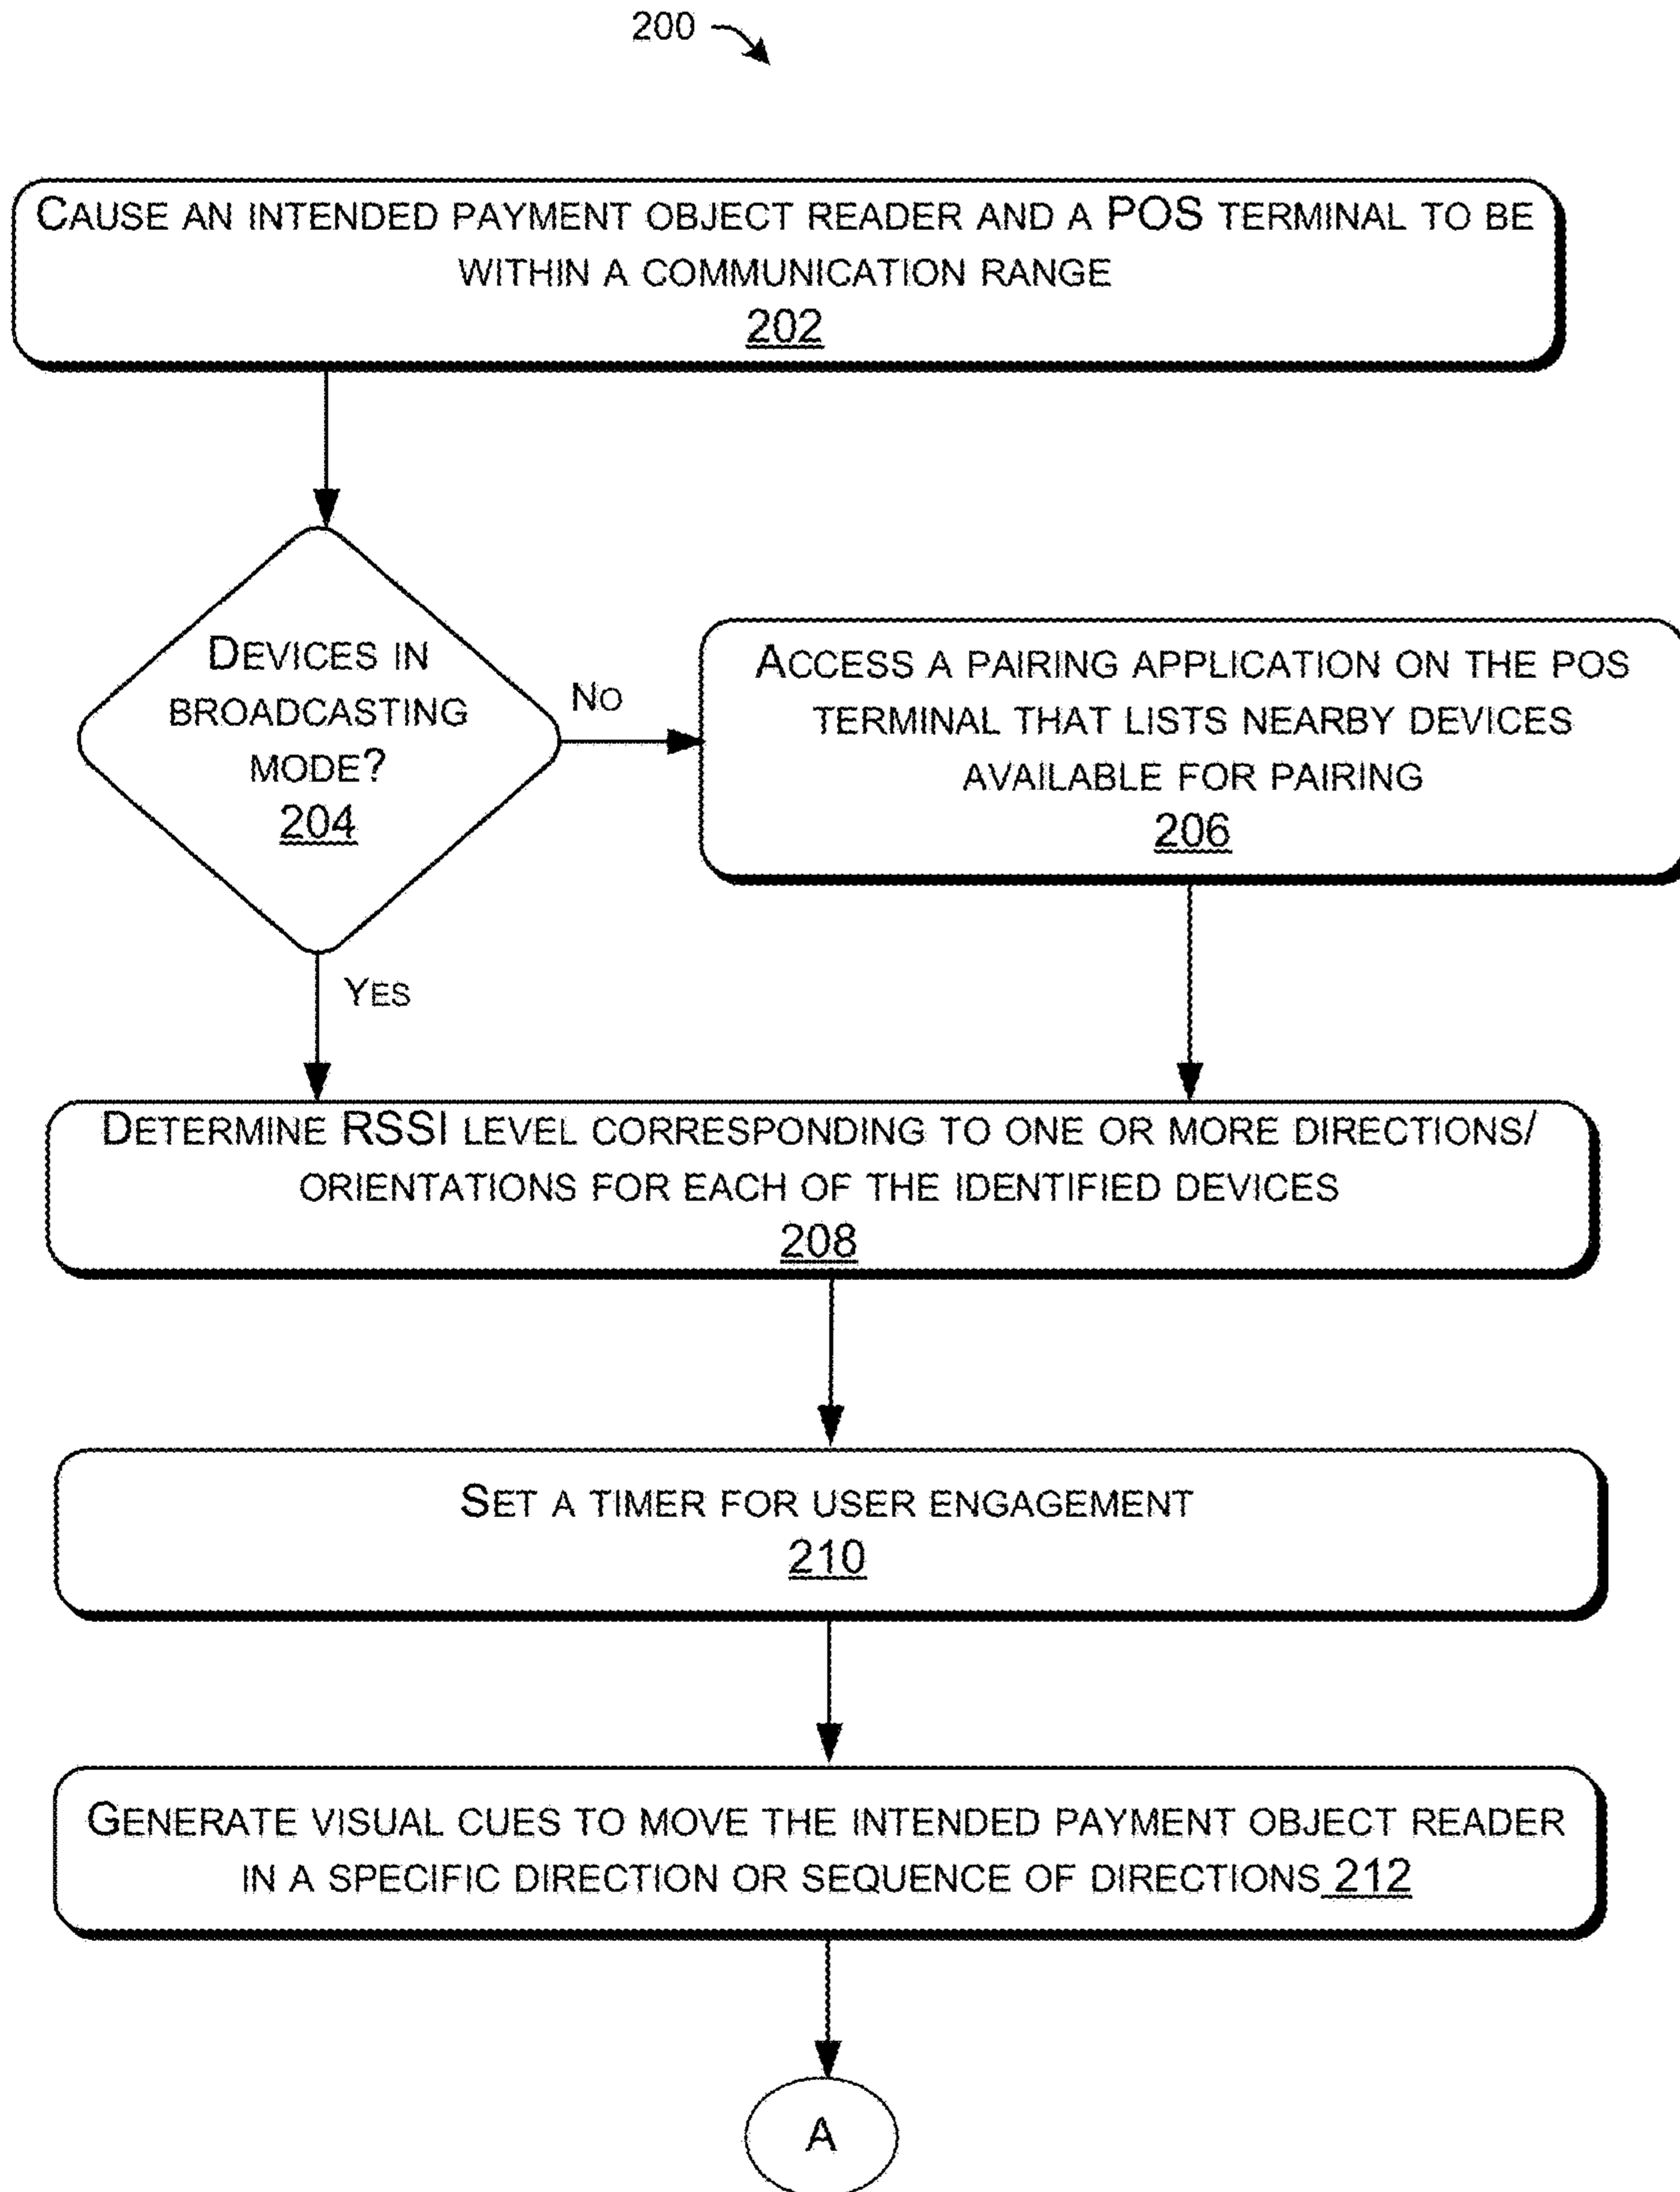 200
CAUSE AN INTENDED PAYMENT OBJECT READER AND A POS TERMINAL TO BE
WITHIN A COMMUNICATION RANGE
202
DEVICES IN
BROADCASTING
MODE?
204
NO
ACCESS A PAIRING APPLICATION ON THE POS
TERMINAL THAT LISTS NEARBY DEVICES
AVAILABLE FOR PAIRING
206
YES
DETERMINE RSSI LEVEL CORRESPONDING TO ONE OR MORE DIRECTIONS/
ORIENTATIONS FOR EACH OF THE IDENTIFIED DEVICES
208
SET A TIMER FOR USER ENGAGEMENT
210
GENERATE VISUAL CUES TO MOVE THE INTENDED PAYMENT OBJECT READER
IN A SPECIFIC DIRECTION OR SEQUENCE OF DIRECTIONS 212
A